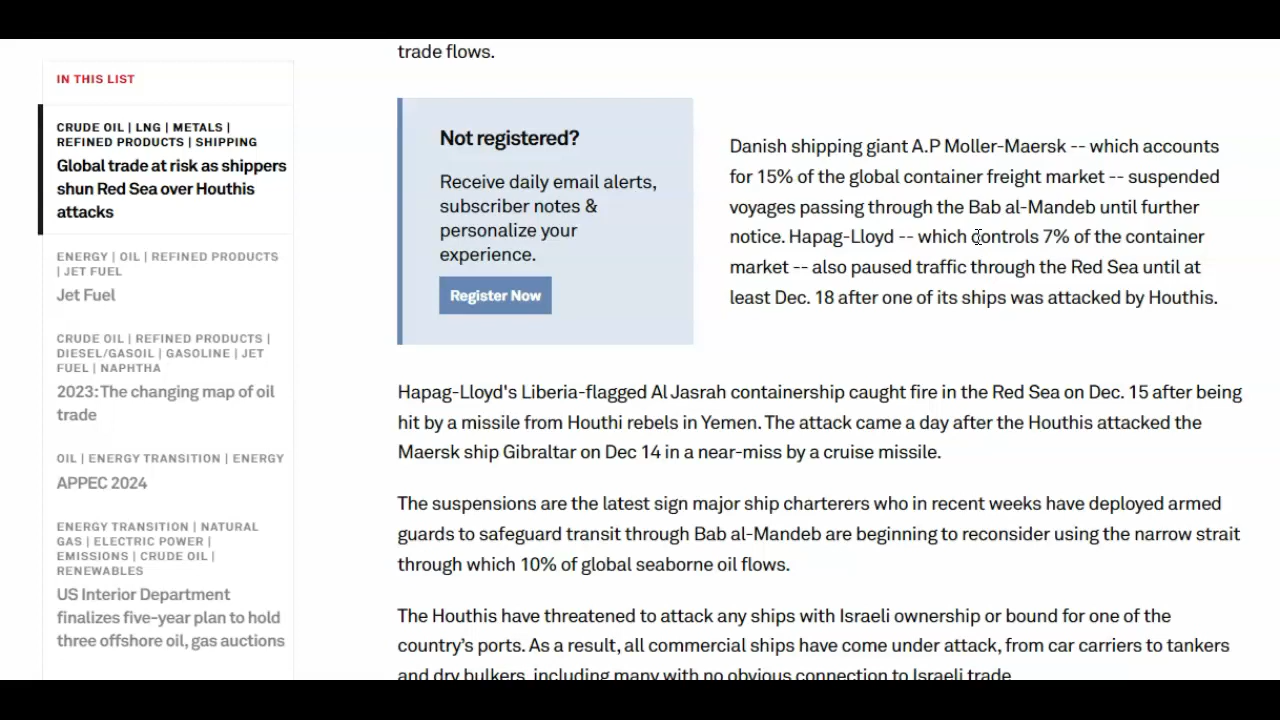 IN THIS LIST
CRUDE OIL | LNG | METALS |
REFINED PRODUCTS | SHIPPING
Global trade at risk as shippers
shun Red Sea over Houthis
attacks
ENERGY | OIL | REFINED PRODUCTS
| JET FUEL
Jet Fuel
CRUDE OIL | REFINED PRODUCTS |
DIESEL/GASOIL | GASOLINE | JET
FUEL | NAPHTHA
2023: The changing map of oil
trade
OIL | ENERGY TRANSITION | ENERGY
APPEC 2024
ENERGY TRANSITION | NATURAL
GAS | ELECTRIC POWER |
EMISSIONS | CRUDE OIL |
RENEWABLES
US Interior Department
finalizes five-year plan to hold
three offshore oil, gas auctions
trade flows.
Not registered?
Receive daily email alerts,
subscriber notes &
personalize your
experience.
Register Now
Danish shipping giant A.P Moller-Maersk -- which accounts
for 15% of the global container freight market -- suspended
voyages passing through the Bab al-Mandeb until further
notice. Hapag-Lloyd -- which controls 7% of the container
market -- also paused traffic through the Red Sea until at
least Dec. 18 after one of its ships was attacked by Houthis.
Hapag-Lloyd's Liberia-flagged Al Jasrah containership caught fire in the Red Sea on Dec. 15 after being
hit by a missile from Houthi rebels in Yemen. The attack came a day after the Houthis attacked the
Maersk ship Gibraltar on Dec 14 in a near-miss by a cruise missile.
The suspensions are the latest sign major ship charterers who in recent weeks have deployed armed
guards to safeguard transit through Bab al-Mandeb are beginning to reconsider using the narrow strait
through which 10% of global seaborne oil flows.
The Houthis have threatened to attack any ships with Israeli ownership or bound for one of the
country’s ports. As a result, all commercial ships have come under attack, from car carriers to tankers
and dry bulkers, including many with no obvious connection to Israeli trade.